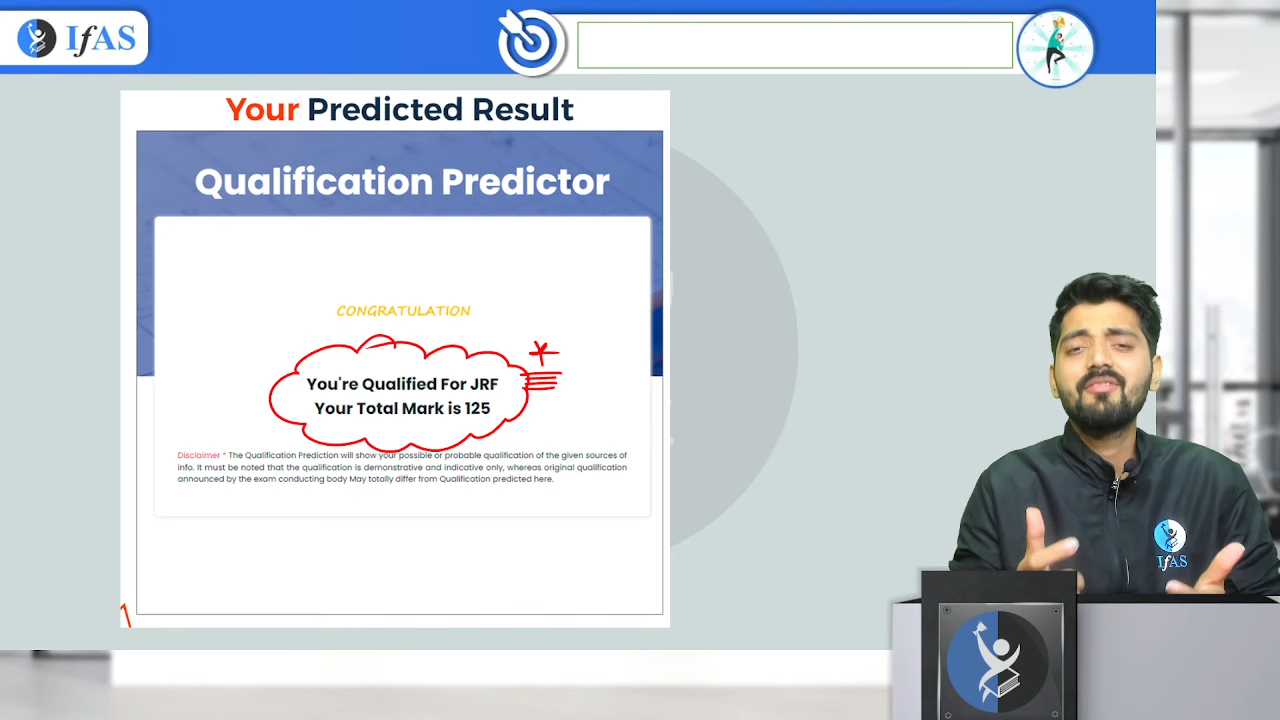 IfAS
Your Predicted Result
Qualification Predictor
CONGRATULATION
You're Qualified For JRF
Your Total Mark is 125
Disclaimer * The Qualification Prediction will show your possible or probable qualification of the given sources of
info. It must be noted that the qualification is demonstrative and indicative only, whereas original qualification
announced by the exam conducting body May totally differ from Qualification predicted here.
IfAS